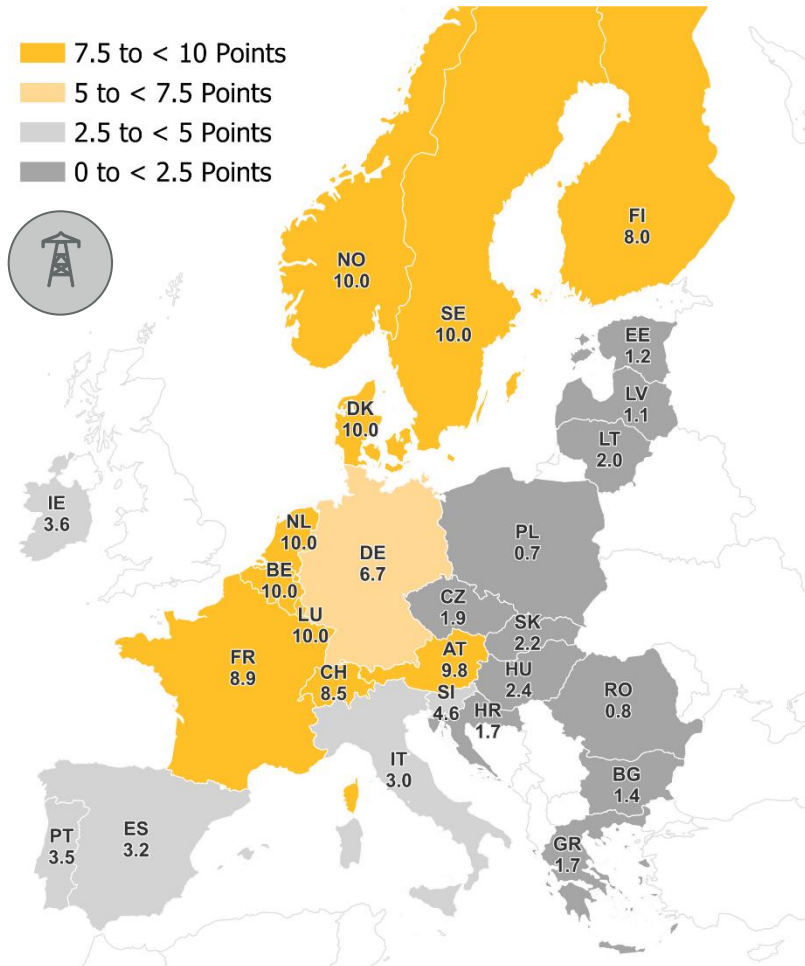 7.5 to < 10 Points
5 to < 7.5 Points
2.5 to < 5 Points
0 to < 2.5 Points
FI
8.0
NO
10.0
SE
10.0
EE
1.2
LV
1.1
DK
10.0
LT
2.0
IE
3.6
NL
10.0
PL
0.7
DE
6.7
BE
10.0
CZ
1.9
LU
10.0
SK
2.2
FR
8.9
AT
9.8
CH
8.5
HU
2.4
SI
4.6
RO
0.8
HR
1.7
IT
3.0
BG
1.4
PT
3.5
ES
3.2
GR
1.7